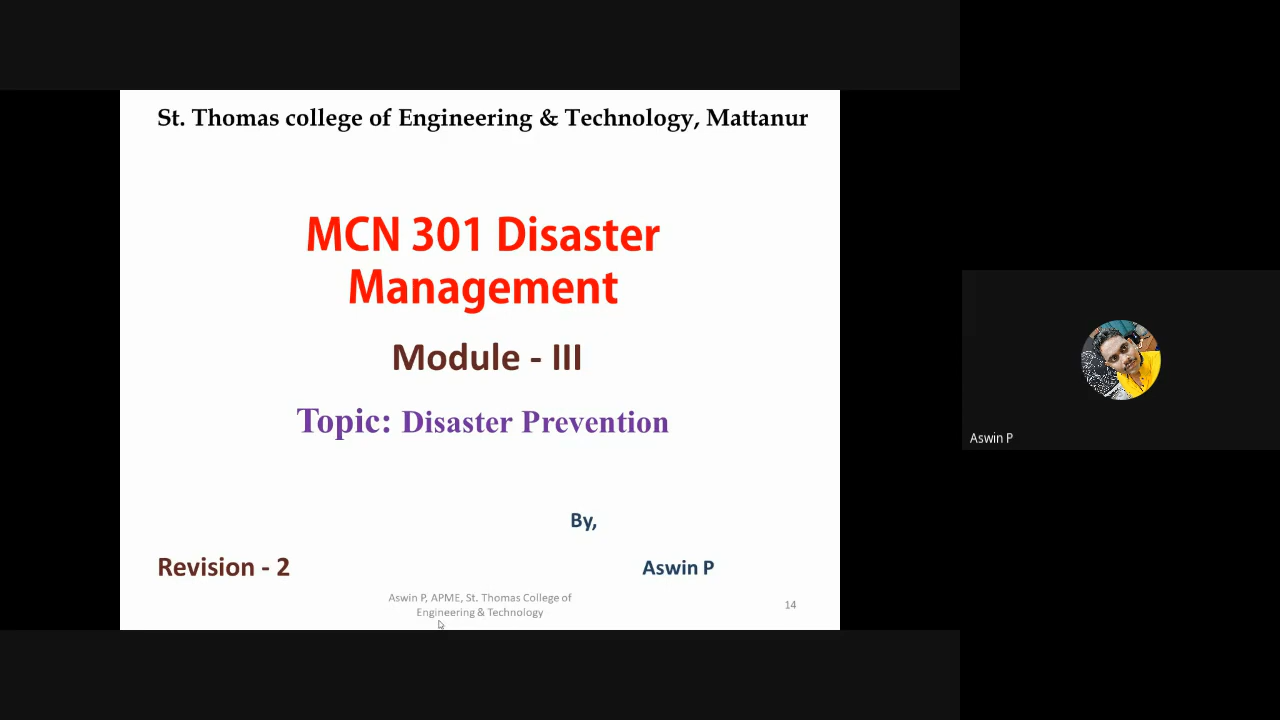 St. Thomas college of Engineering & Technology, Mattanur
MCN 301 Disaster
Management
Module - III
Topic: Disaster Prevention
By,
Revision - 2
Aswin P
Aswin P, APME, St. Thomas College of
Engineering & Technology
14
Aswin P